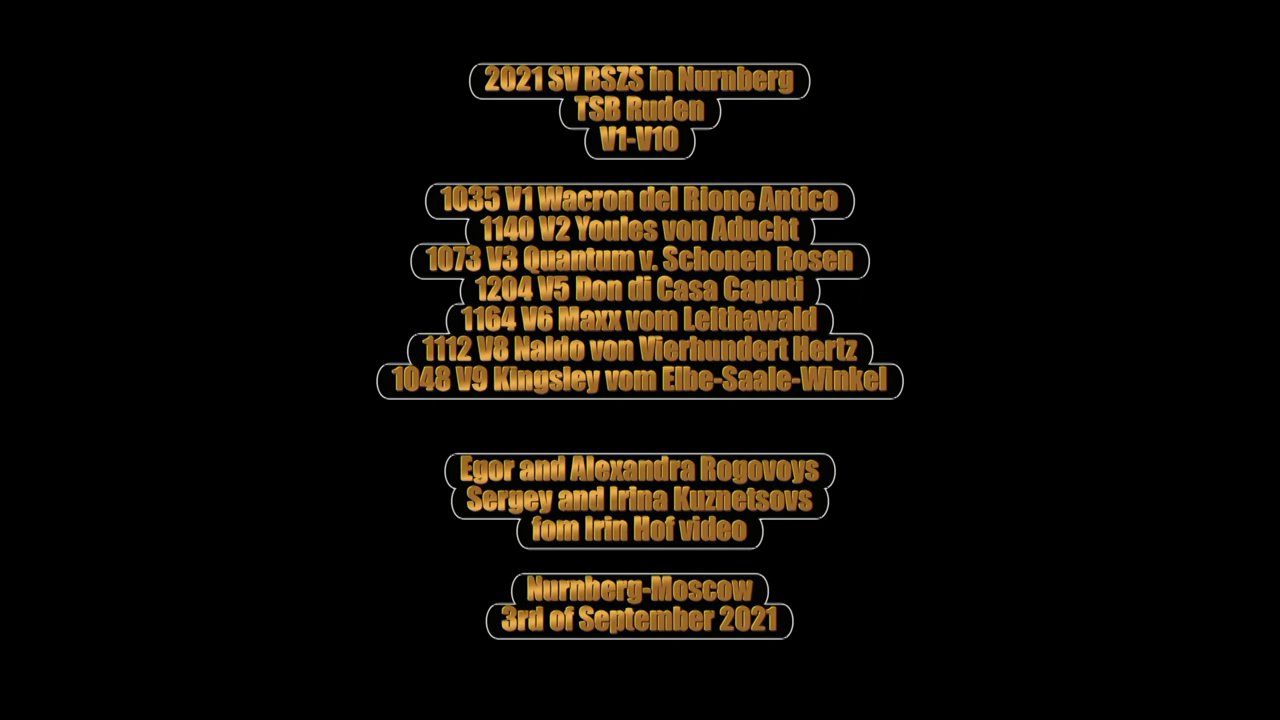 2021 SV BSZS in Nurnberg
TSB Ruden
V1-V10
1035 V1 Wacron del Rione Antico
1140 V2 Youles von Aducht
1073 V3 Quantum v. Schonen Rosen
1204 V5 Don di Casa Caputi
1164 V6 Maxx vom Leithawald
1112 V8 Naldo von Vierhundert Hertz
1048 V9 Kingsley vom Elbe-Saale-Winkel
Egor and Alexandra Rogovoys
Sergey and Irina Kuznetsovs
fom Irin Hof video
Nurnberg-Moscow
3rd of September 2021